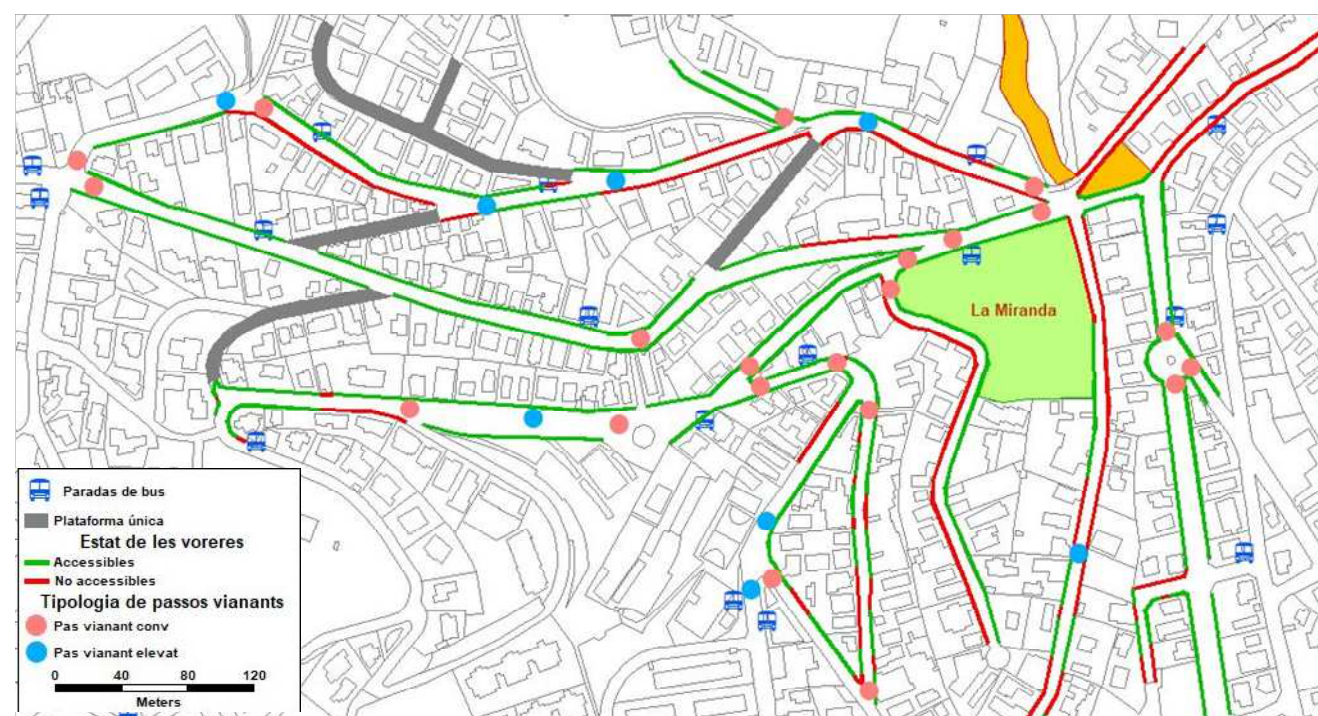 La Miranda
Paradas de bus
Plataforma única
Estat de les voreres
Accessibles
No accessibles
Tipologia de passos vianants
Pas vianant conv
Pas vianant elevat
0 40 80 120
Meters